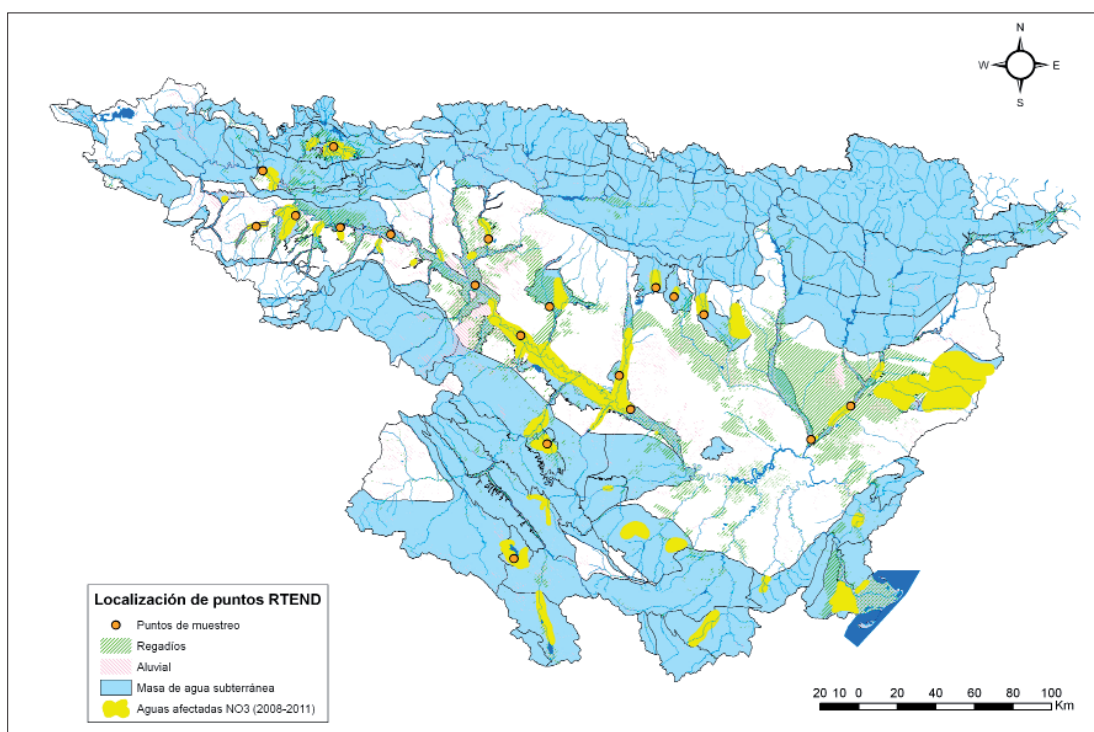 N
W E
S
Localización de puntos RTEND
Puntos de muestreo
Regadíos
Aluvial
Masa de agua subterránea
Aguas afectadas NO3 (2008-2011)
20 10 0 20 40 60 80 100
Km